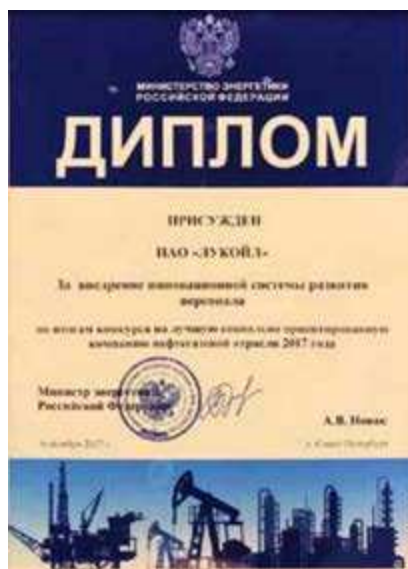 МИНИСТЕРСТВО ЭНЕРГЕТИКИ
РОССИЙСКОЙ ФЕДЕРАЦИИ
ДИПЛОМ
ПРИСУЖДЕН
ПАО «ЛУКОЙЛ»
За внедрение инновационной системы развития
персонала
по итогам конкурса на лучшую социально ориентированную
компанию нефтегазовой отрасли 2017 года
Министр энергетики
Российской Федерации
А.В. Новак
2017 г.
г. Санкт-Петербург